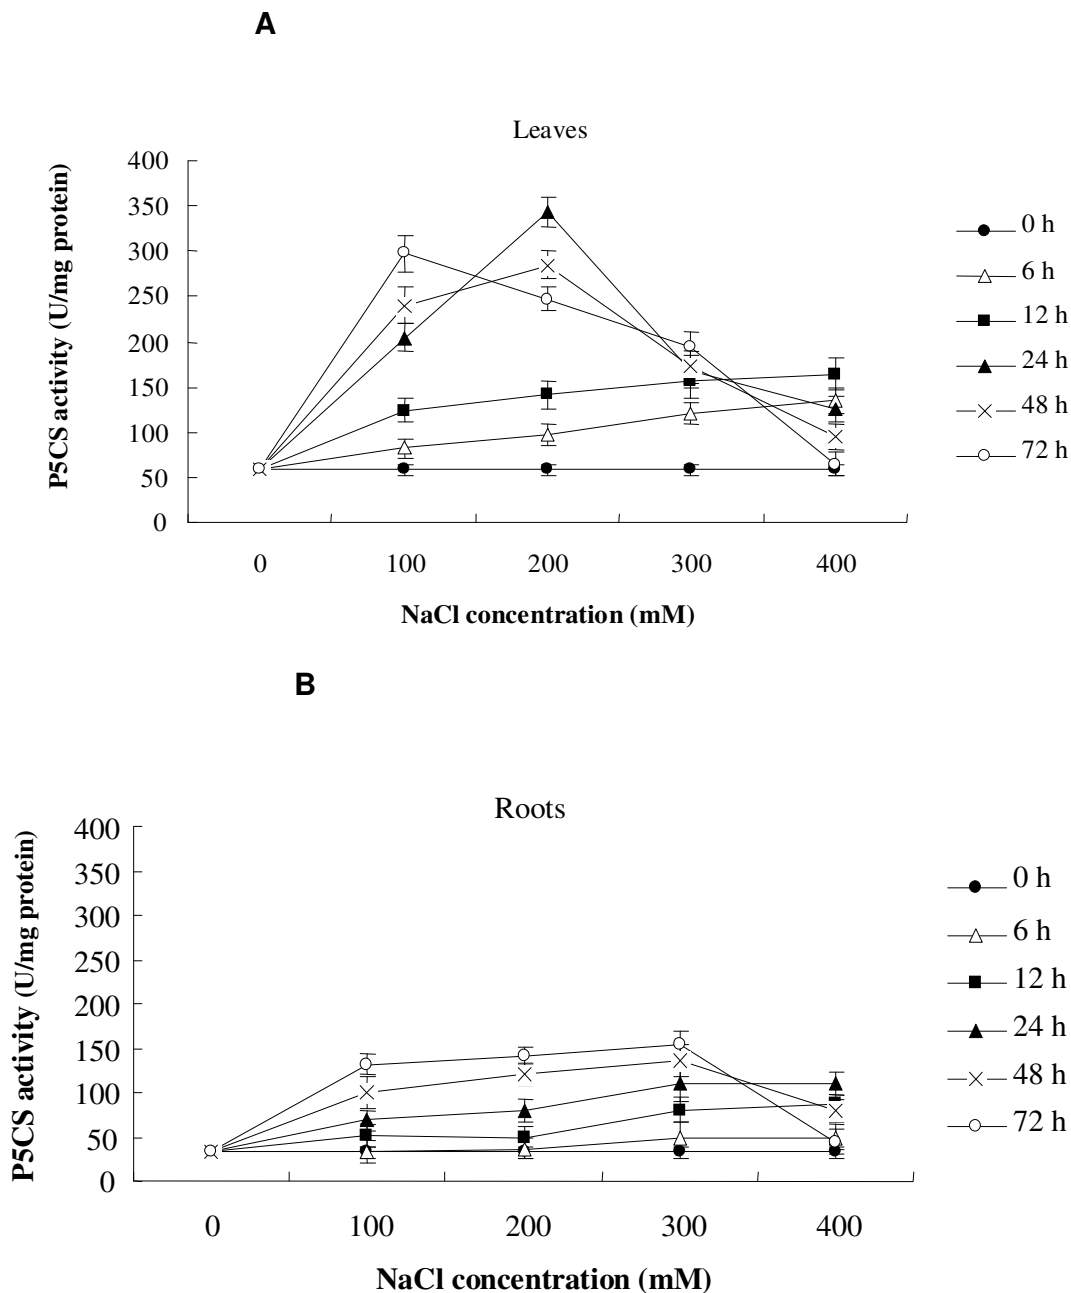 A
Leaves
P5CS activity (U/mg protein)
400
350
300
250
200
150
100
50
0
0 100 200 300 400
NaCl concentration (mM)
0 h
6 h
12 h
24 h
48 h
72 h
B
Roots
P5CS activity (U/mg protein)
400
350
300
250
200
150
100
50
0
0 100 200 300 400
NaCl concentration (mM)
0 h
6 h
12 h
24 h
48 h
72 h